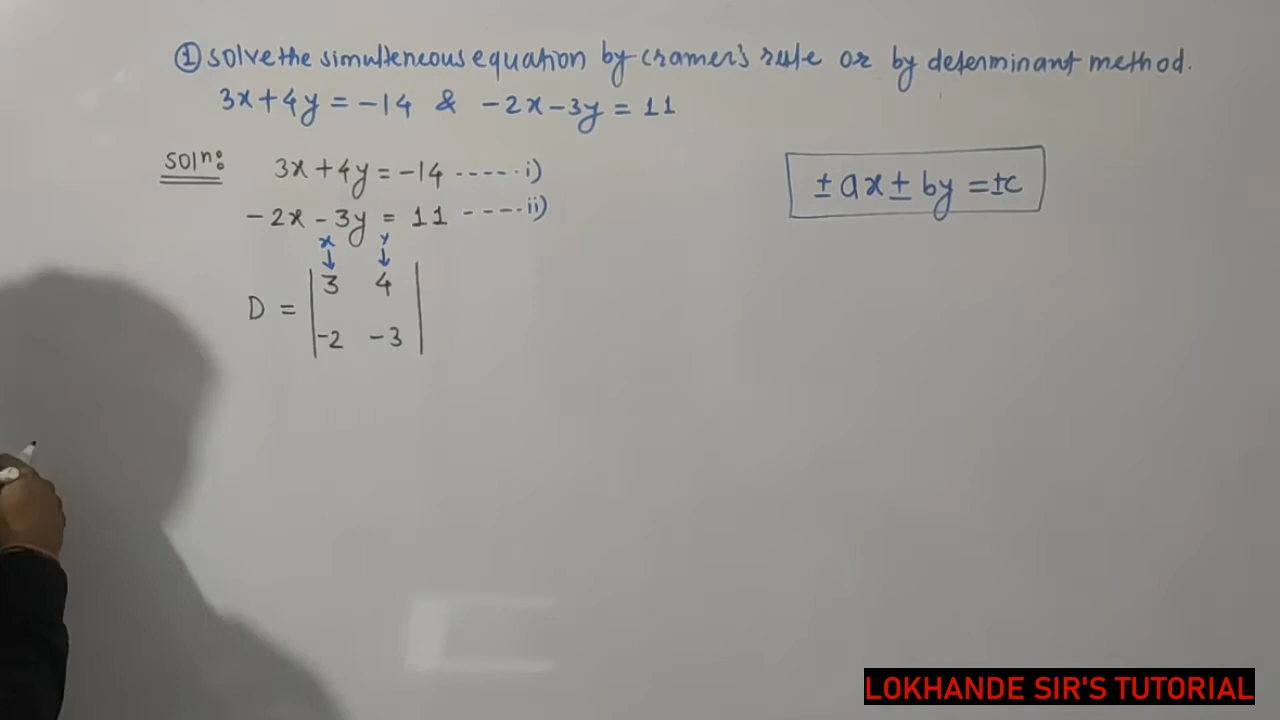 ① Solve the simulteneous equation by Cramer's rule or by determinant method.
3x+4y = -14 & -2x-3y = 11
Solⁿ:
3x+4y = -14 ----- i)
-2x - 3y = 11 ---- ii)
± ax ± by = ±c
x y
↓ ↓
D = | 3 4 |
| -2 -3 |
LOKHANDE SIR'S TUTORIAL